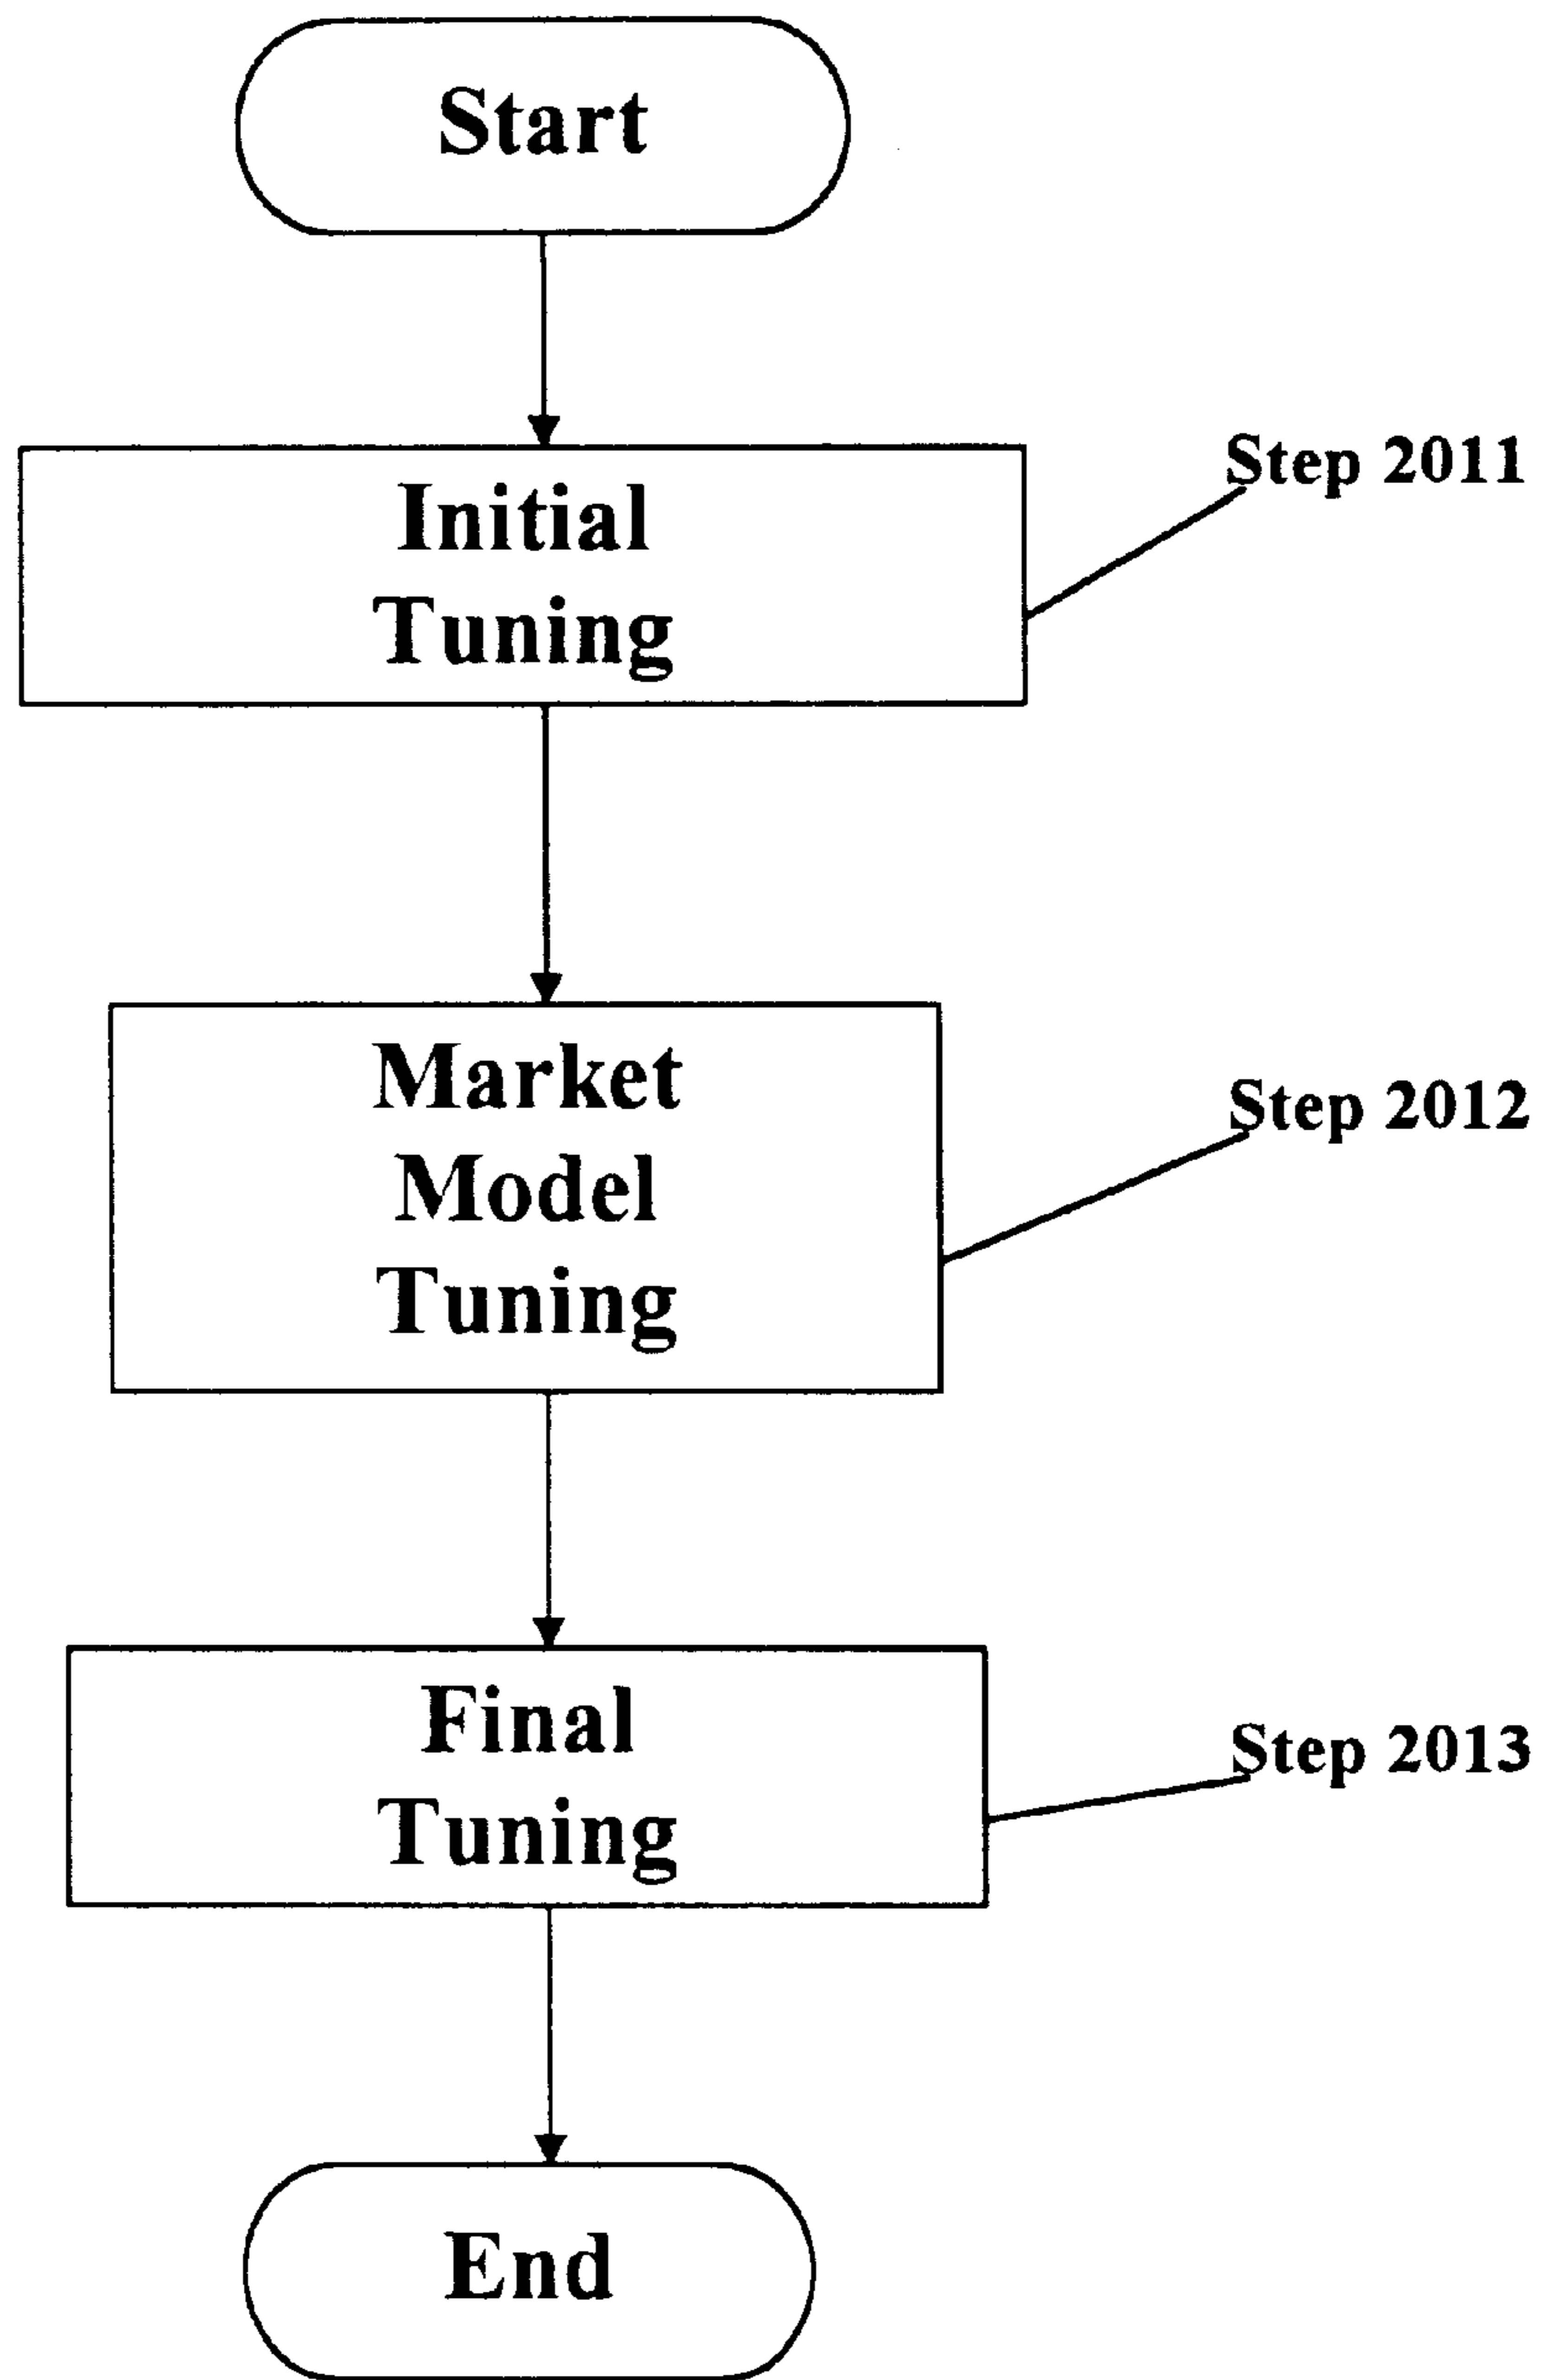 Start
Step 2011
Initial
Tuning
Market
Step 2012
Model
Tuning
Final
Step 2013
Tuning
End